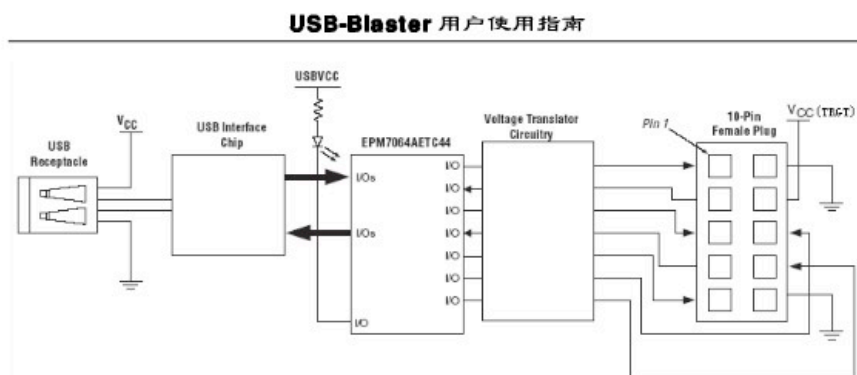 USB-Blaster 用户使用指南
USBVCC
VCC
USB
Receptacle
USB Interface
Chip
EPM7064AETC44
Voltage Translator
Circuitry
Pin 1
10-Pin
Female Plug
VCC(TRGT)
I/Os
I/Os
I/O
I/O
I/O
I/O
I/O
I/O
I/O
I/O